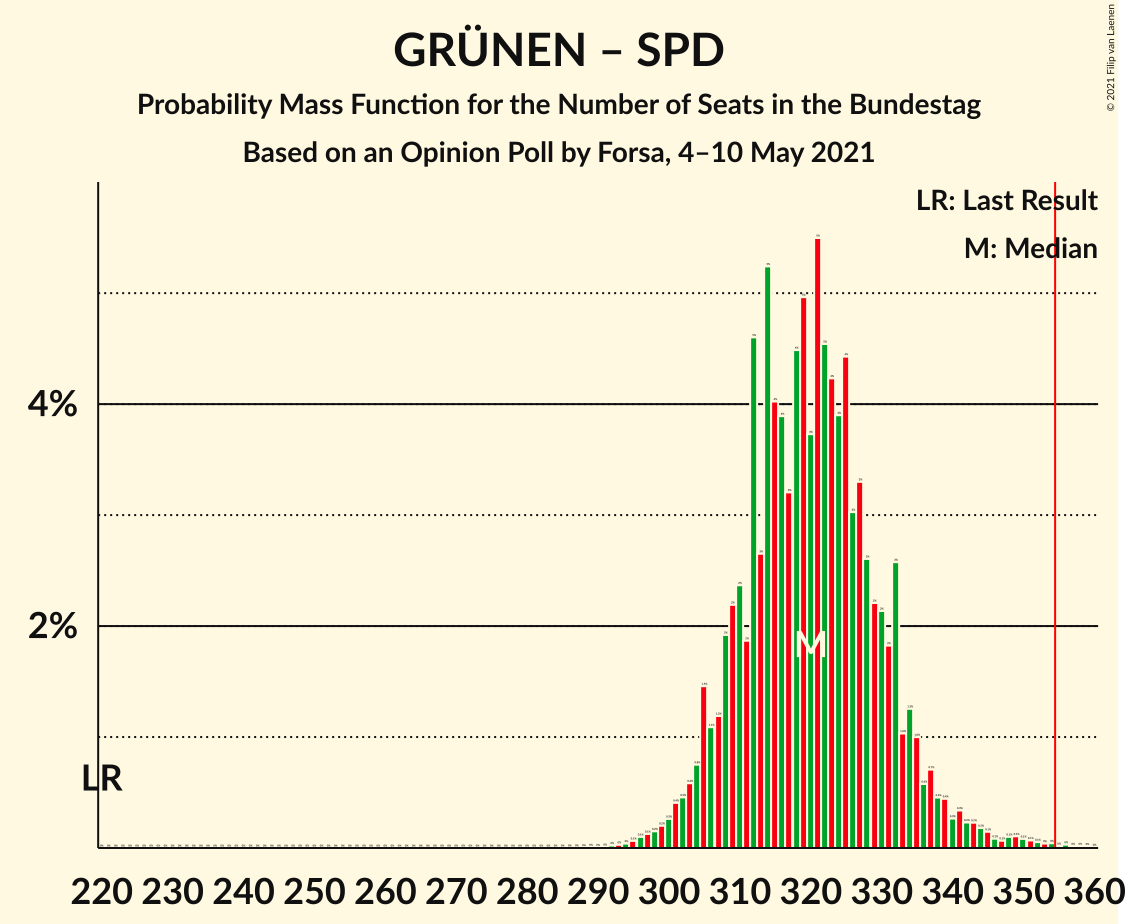 GRÜNEN – SPD
Probability Mass Function for the Number of Seats in the Bundestag
Based on an Opinion Poll by Forsa, 4–10 May 2021
© 2021 Filip van Laenen
LR: Last Result
M: Median
4%
2%
M
LR
220 230 240 250 260 270 280 290 300 310 320 330 340 350 360